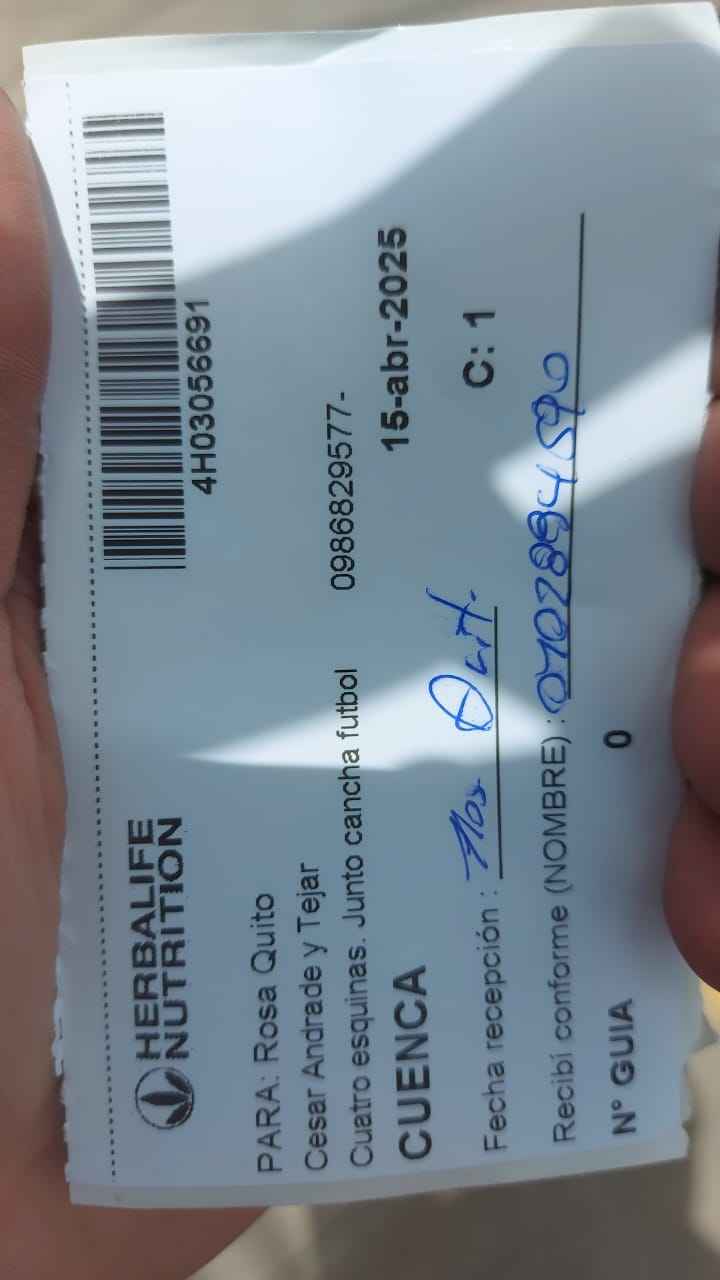 4H03056691
HERBALIFE
NUTRITION
PARA: Rosa Quito
Cesar Andrade y Tejar
Cuatro esquinas. Junto cancha futbol 0986829577-
CUENCA 15-abr-2025
Fecha recepción : C: 1
Recibí conforme (NOMBRE) : 0102894590
N° GUIA 0